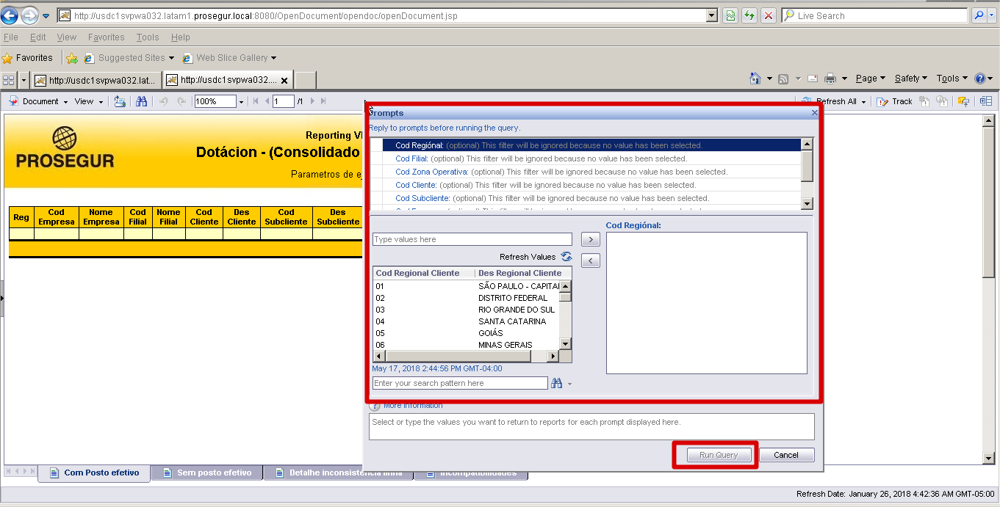 http://usdc1svpwa032.latam1.prosegur.local:8080/OpenDocument/opendoc/openDocument.jsp
Live Search
File Edit View Favorites Tools Help
Favorites Suggested Sites Web Slice Gallery
http://usdc1svpwa032.lat... http://usdc1svpwa032.... Page Safety Tools
Document View 100% 1 /1 Refresh All Track
PROSEGUR
Reporting
Dotácion - (Consolidado
Parametros de
Reg
Cod Empresa
Nome Empresa
Cod Filial
Nome Filial
Cod Cliente
Des Cliente
Cod Subcliente
Des Subcliente
Prompts
Reply to prompts before running the query.
Cod Regiónal: (optional) This filter will be ignored because no value has been selected.
Cod Filial: (optional) This filter will be ignored because no value has been selected.
Cod Zona Operativa: (optional) This filter will be ignored because no value has been selected.
Cod Cliente: (optional) This filter will be ignored because no value has been selected.
Cod Subcliente: (optional) This filter will be ignored because no value has been selected.
Cod Regiónal:
Type values here
>
Refresh Values
<
Cod Regional Cliente Des Regional Cliente
01 SÃO PAULO - CAPITAL
02 DISTRITO FEDERAL
03 RIO GRANDE DO SUL
04 SANTA CATARINA
05 GOIÁS
06 MINAS GERAIS
May 17, 2018 2:44:56 PM GMT-04:00
Enter your search pattern here
More information
Select or type the values you want to return to reports for each prompt displayed here.
Run Query Cancel
Com Posto efetivo Sem posto efetivo Detalhe inconsistência linha Incompatibilidades
Refresh Date: January 26, 2018 4:42:36 AM GMT-05:00